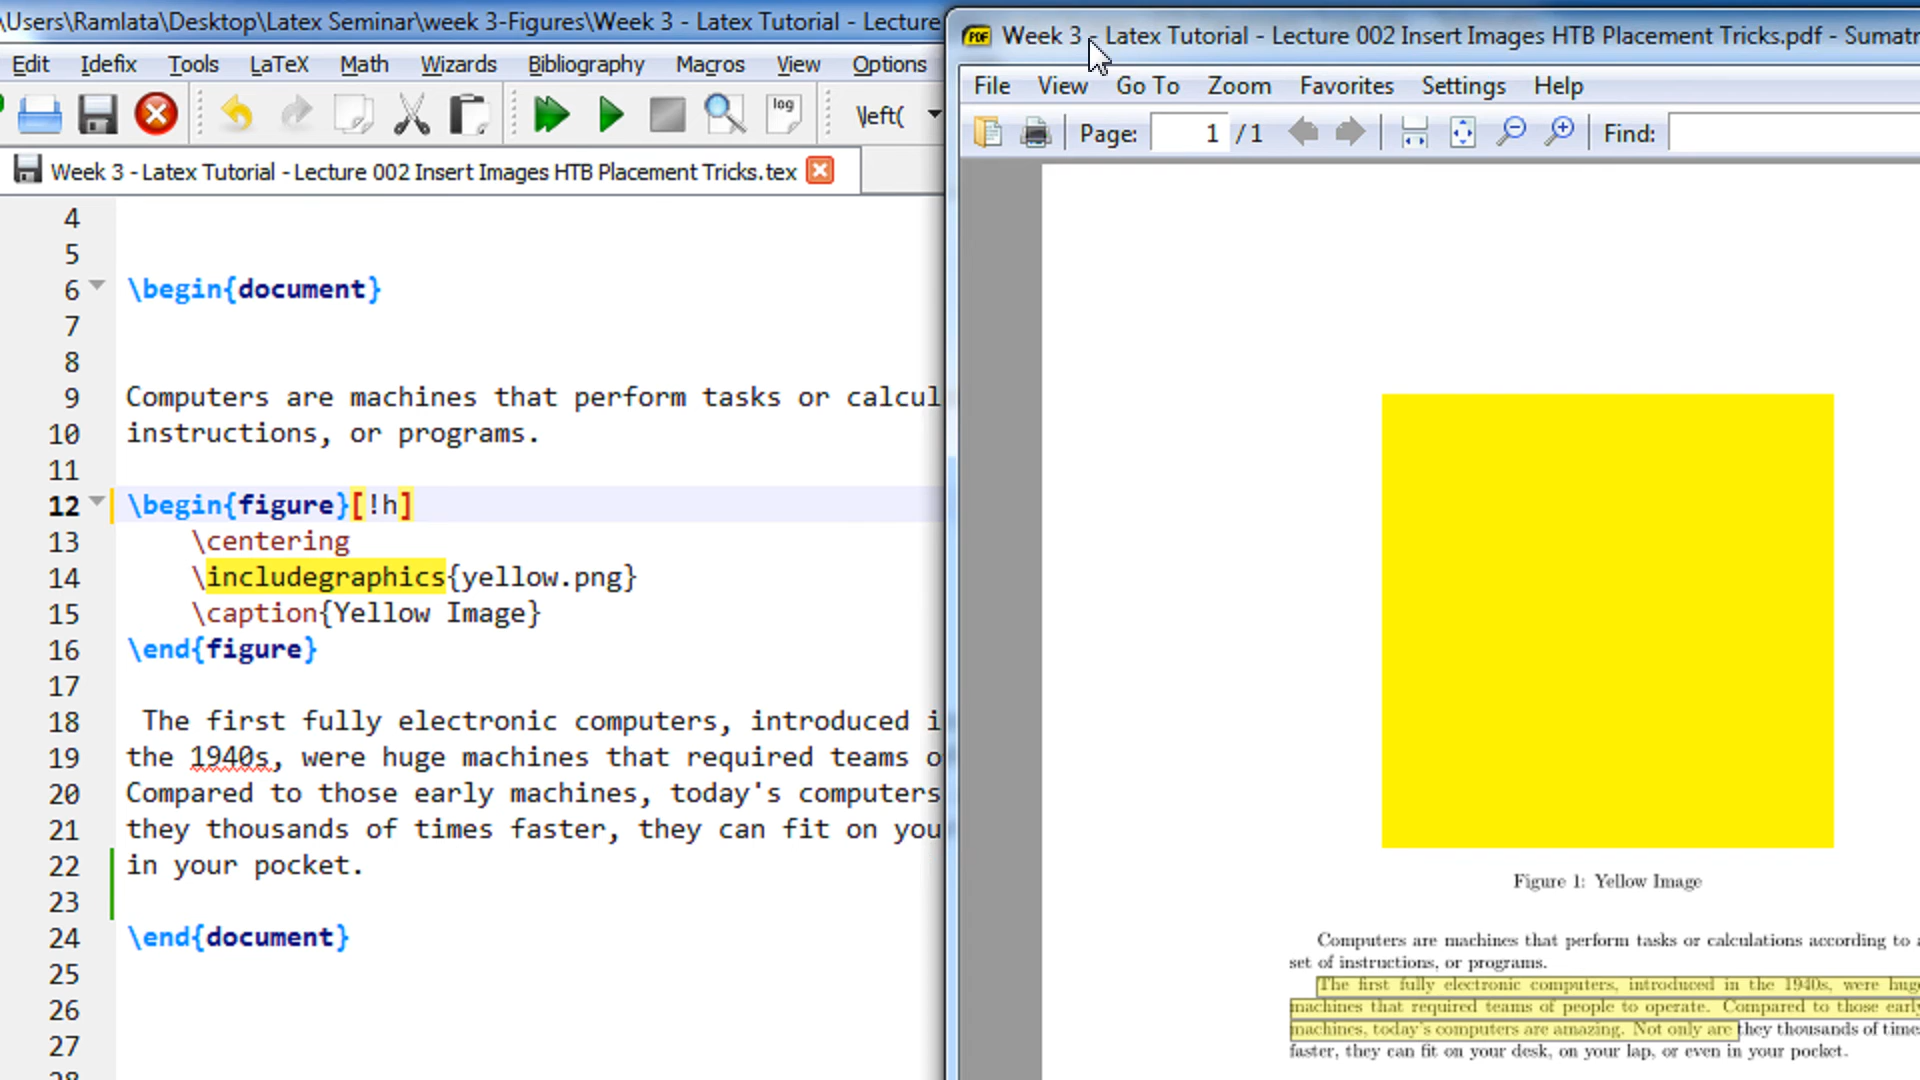 \Users\Ramlata\Desktop\Latex Seminar\week 3-Figures\Week 3 - Latex Tutorial - Lecture
Edit Idefix Tools LaTeX Math Wizards Bibliography Macros View Options
log
\left(
Week 3 - Latex Tutorial - Lecture 002 Insert Images HTB Placement Tricks.tex
4
5
6 \begin{document}
7
8
9 Computers are machines that perform tasks or calcul
10 instructions, or programs.
11
12 \begin{figure}[!h]
13 \centering
14 \includegraphics{yellow.png}
15 \caption{Yellow Image}
16 \end{figure}
17
18 The first fully electronic computers, introduced i
19 the 1940s, were huge machines that required teams o
20 Compared to those early machines, today's computers
21 they thousands of times faster, they can fit on you
22 in your pocket.
23
24 \end{document}
25
26
27
28
PDF Week 3 - Latex Tutorial - Lecture 002 Insert Images HTB Placement Tricks.pdf - Sumatr
File View Go To Zoom Favorites Settings Help
Page: 1 / 1 Find:
Figure 1: Yellow Image
Computers are machines that perform tasks or calculations according to a
set of instructions, or programs.
The first fully electronic computers, introduced in the 1940s, were huge
machines that required teams of people to operate. Compared to those early
machines, today's computers are amazing. Not only are they thousands of time
faster, they can fit on your desk, on your lap, or even in your pocket.